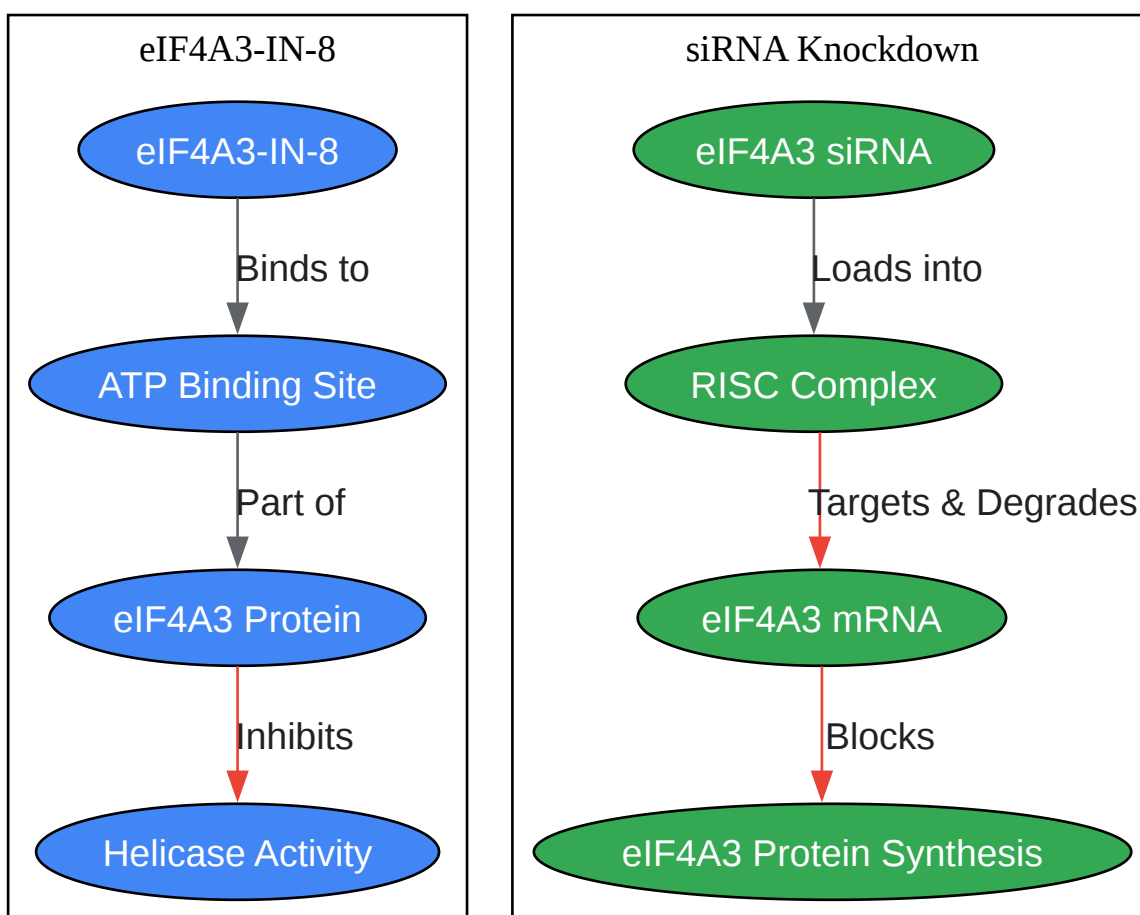 eIF4A3-IN-8
eIF4A3-IN-8
Binds to
ATP Binding Site
Part of
eIF4A3 Protein
Inhibits
Helicase Activity
siRNA Knockdown
eIF4A3 siRNA
Loads into
RISC Complex
Targets & Degrades
eIF4A3 mRNA
Blocks
eIF4A3 Protein Synthesis